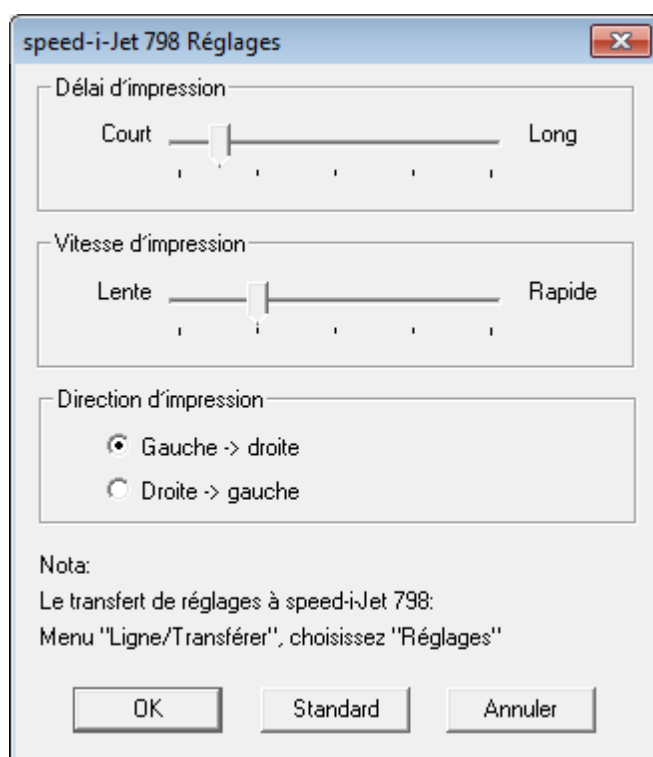 speed-i-Jet 798 Réglages
Délai d´impression
Court Long
Vitesse d´impression
Lente Rapide
Direction d´impression
Gauche -> droite
Droite -> gauche
Nota:
Le transfert de réglages à speed-i-Jet 798:
Menu "Ligne/Transférer", choisissez "Réglages"
OK Standard Annuler